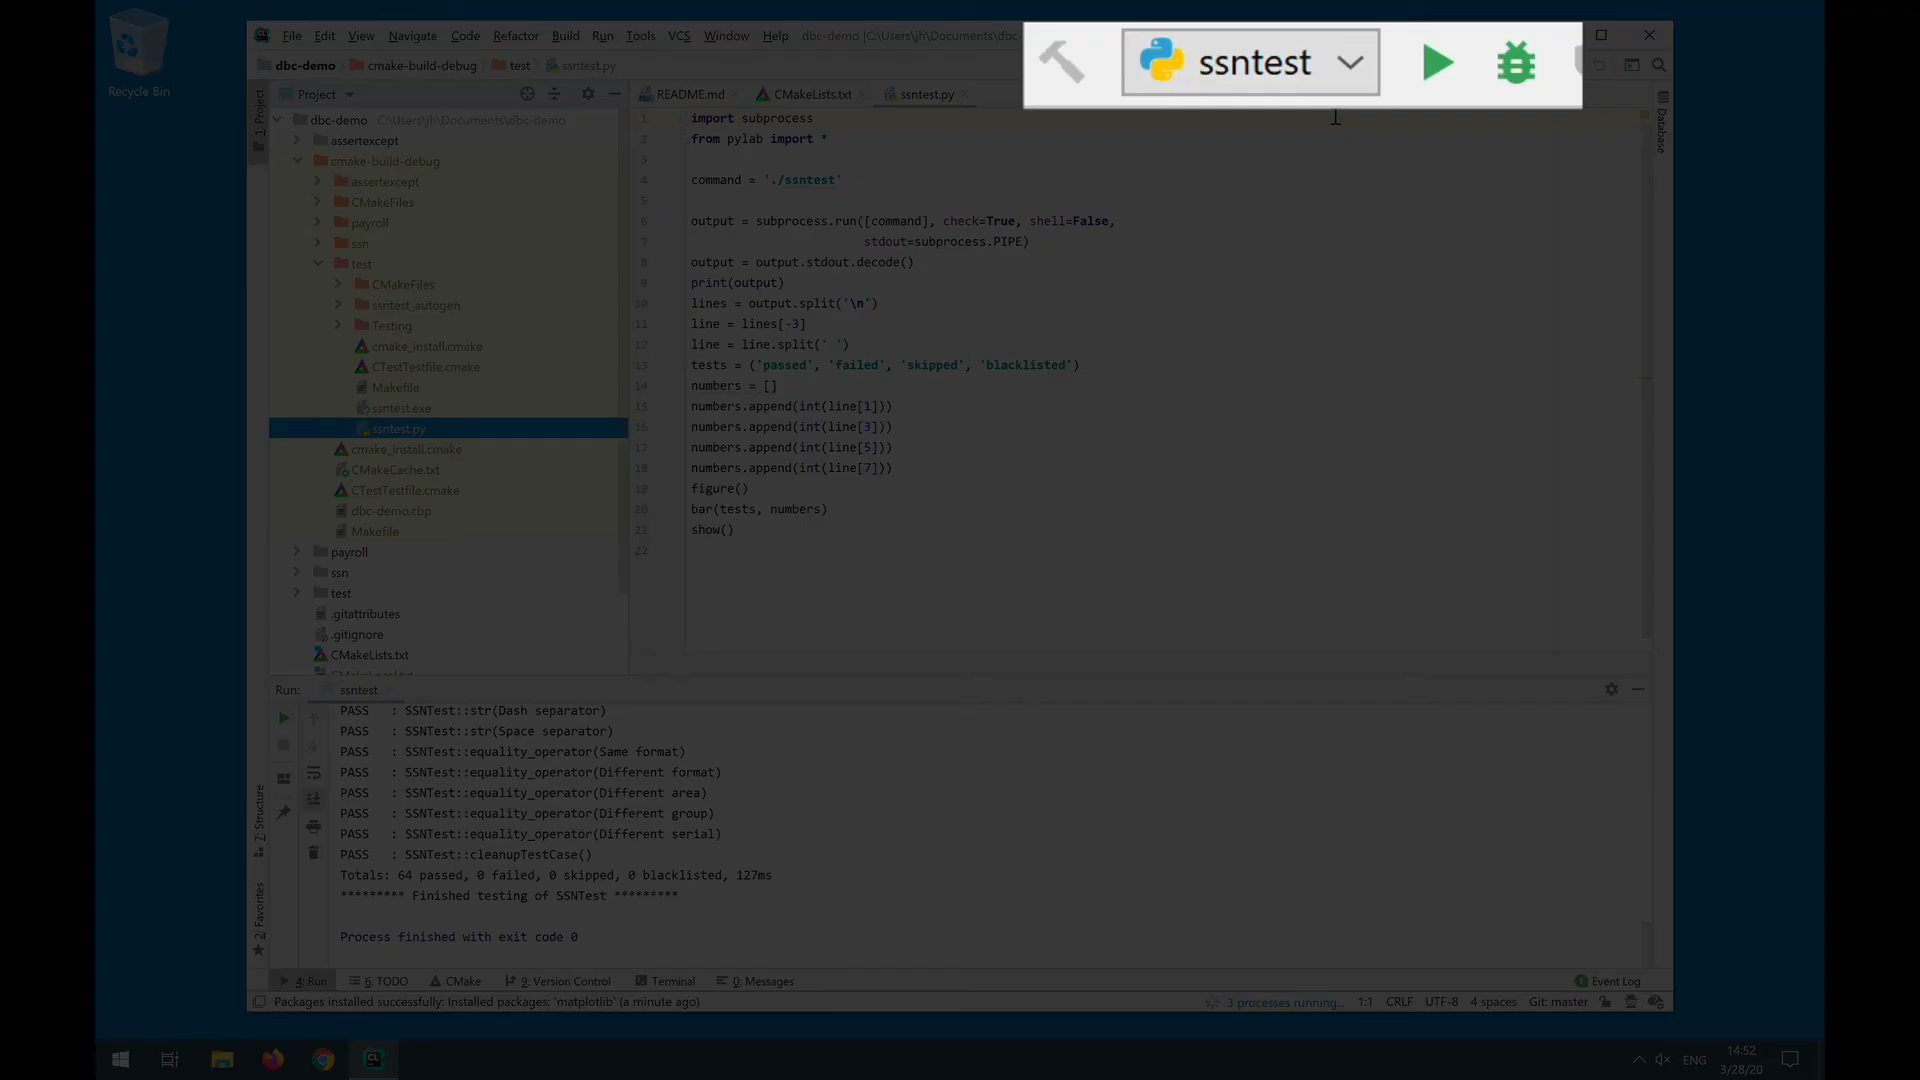 Recycle Bin
File Edit View Navigate Code Refactor Build Run Tools VCS Window Help dbc-demo [C:\Users\jh\Documents\dbc-
ssntest
dbc-demo cmake-build-debug test ssntest.py
Project
README.md CMakeLists.txt ssntest.py
1: Project
Database
dbc-demo C:\Users\jh\Documents\dbc-demo
assertexcept
cmake-build-debug
assertexcept
CMakeFiles
payroll
ssn
test
CMakeFiles
ssntest_autogen
Testing
cmake_install.cmake
CTestTestfile.cmake
Makefile
ssntest.exe
ssntest.py
cmake_install.cmake
CMakeCache.txt
CTestTestfile.cmake
dbc-demo.cbp
Makefile
payroll
ssn
test
.gitattributes
.gitignore
CMakeLists.txt
1 import subprocess
2 from pylab import *
3
4 command = './ssntest'
5
6 output = subprocess.run([command], check=True, shell=False,
7 stdout=subprocess.PIPE)
8 output = output.stdout.decode()
9 print(output)
10 lines = output.split('\n')
11 line = lines[-3]
12 line = line.split(' ')
13 tests = ('passed', 'failed', 'skipped', 'blacklisted')
14 numbers = []
15 numbers.append(int(line[1]))
16 numbers.append(int(line[3]))
17 numbers.append(int(line[5]))
18 numbers.append(int(line[7]))
19 figure()
20 bar(tests, numbers)
21 show()
22
Run: ssntest
PASS : SSNTest::str(Dash separator)
PASS : SSNTest::str(Space separator)
PASS : SSNTest::equality_operator(Same format)
PASS : SSNTest::equality_operator(Different format)
PASS : SSNTest::equality_operator(Different area)
PASS : SSNTest::equality_operator(Different group)
PASS : SSNTest::equality_operator(Different serial)
PASS : SSNTest::cleanupTestCase()
Totals: 64 passed, 0 failed, 0 skipped, 0 blacklisted, 127ms
********* Finished testing of SSNTest *********
Process finished with exit code 0
7: Structure
2: Favorites
4: Run 6: TODO CMake 9: Version Control Terminal 0: Messages Event Log
Packages installed successfully: Installed packages: 'matplotlib' (a minute ago) 3 processes running... 1:1 CRLF UTF-8 4 spaces Git: master
ENG
14:52
3/28/20